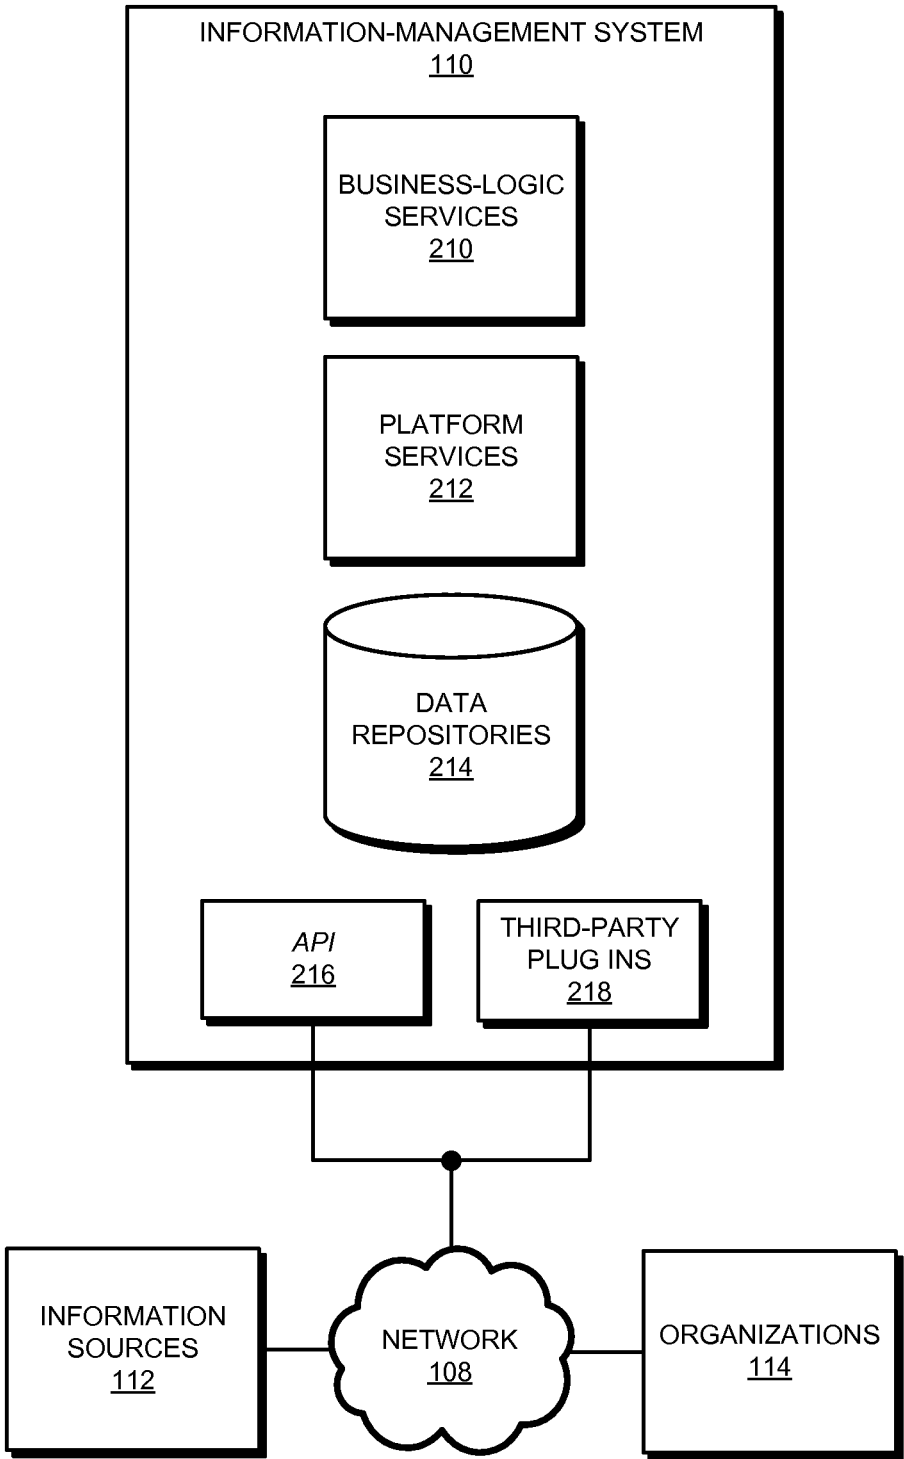 INFORMATION-MANAGEMENT SYSTEM
110
BUSINESS-LOGIC
SERVICES
210
PLATFORM
SERVICES
212
DATA
REPOSITORIES
214
API
216
THIRD-PARTY
PLUG INS
218
INFORMATION
SOURCES
112
NETWORK
108
ORGANIZATIONS
114